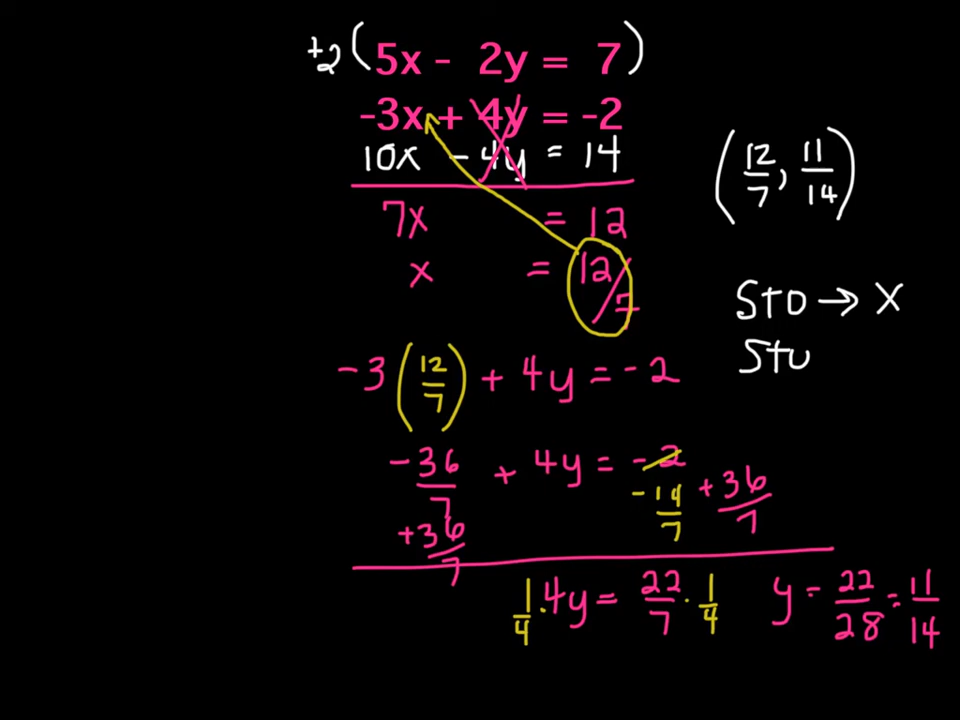 +2(5x - 2y = 7)
-3x + 4y = -2
10x - 4y = 14
7x = 12
x = 12/7
(12/7, 11/14)
STO → X
STO
-3(12/7) + 4y = -2
-36/7 + 4y = -2
-14/7 + 36/7
+36/7
1/4 · 4y = 22/7 · 1/4
y = 22/28 = 11/14